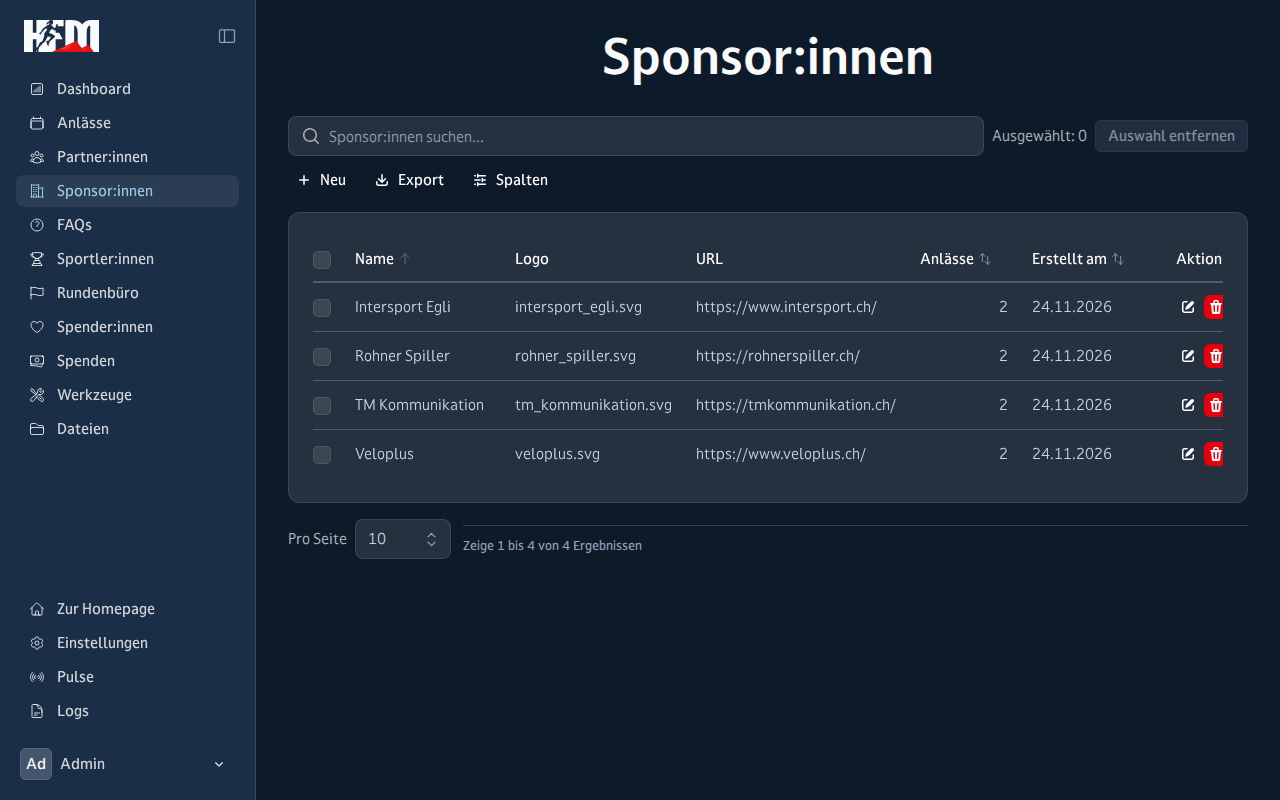 HFM
Dashboard
Anlässe
Partner:innen
Sponsor:innen
FAQs
Sportler:innen
Rundenbüro
Spender:innen
Spenden
Werkzeuge
Dateien
Zur Homepage
Einstellungen
Pulse
Logs
Ad Admin
Sponsor:innen
Sponsor:innen suchen...
Ausgewählt: 0
Auswahl entfernen
Neu Export Spalten
Name Logo URL Anlässe Erstellt am Aktion
Intersport Egli intersport_egli.svg https://www.intersport.ch/ 2 24.11.2026
Rohner Spiller rohner_spiller.svg https://rohnerspiller.ch/ 2 24.11.2026
TM Kommunikation tm_kommunikation.svg https://tmkommunikation.ch/ 2 24.11.2026
Veloplus veloplus.svg https://www.veloplus.ch/ 2 24.11.2026
Pro Seite 10 Zeige 1 bis 4 von 4 Ergebnissen